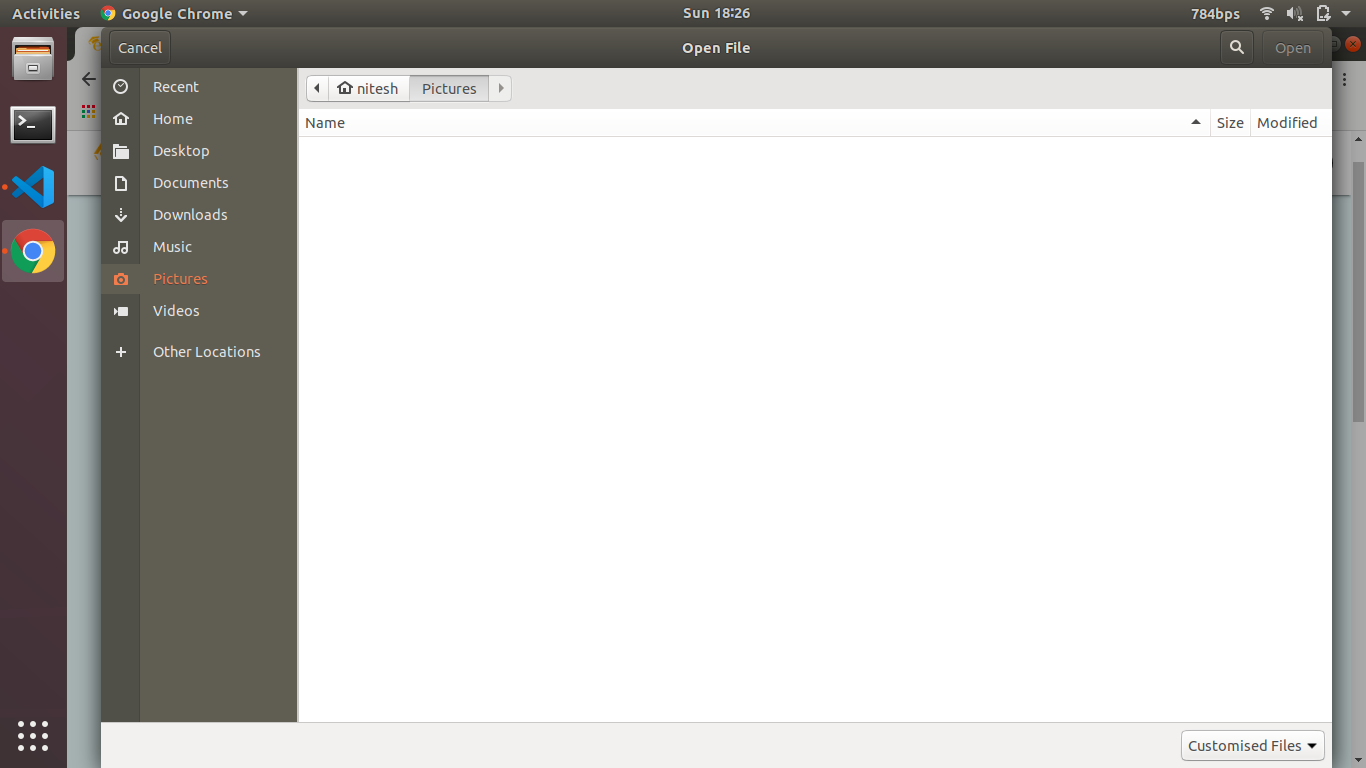 Activities Google Chrome Sun 18:26 784bps
Cancel Open File Open
Recent
Home
Desktop
Documents
Downloads
Music
Pictures
Videos
Other Locations
nitesh Pictures
Name Size Modified
Customised Files